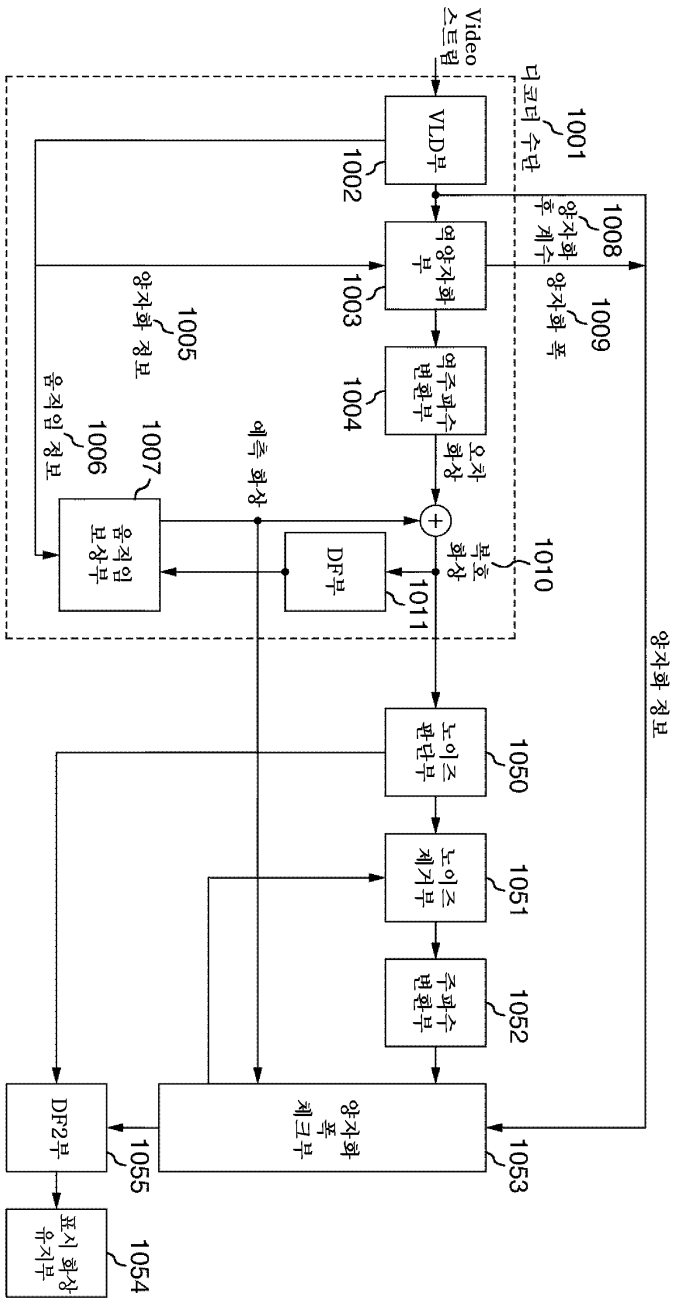 Video
스트림
디코더 수단
1001
VLD부
1002
양자화
후 계수
1008
양자화 폭
1009
역양자화
부
1003
양자화 정보
1005
역주파수
변환부
1004
움직임 정보
1006
예측 화상
오차
화상
+
복호
화상
1010
움직임
보상부
1007
DF부
1011
양자화 정보
노이즈
판단부
1050
노이즈
제거부
1051
주파수
변환부
1052
양자화
폭
체크부
1053
DF2부
1055
표시 화상
유지부
1054